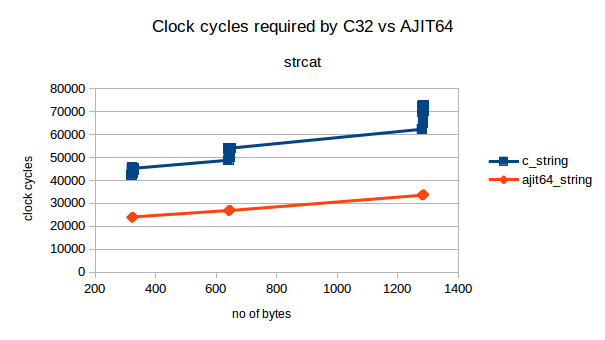 Clock cycles required by C32 vs AJIT64
strcat
80000
70000
60000
50000
40000
30000
20000
10000
0
clock cycles
200 400 600 800 1000 1200 1400
no of bytes
c_string
ajit64_string